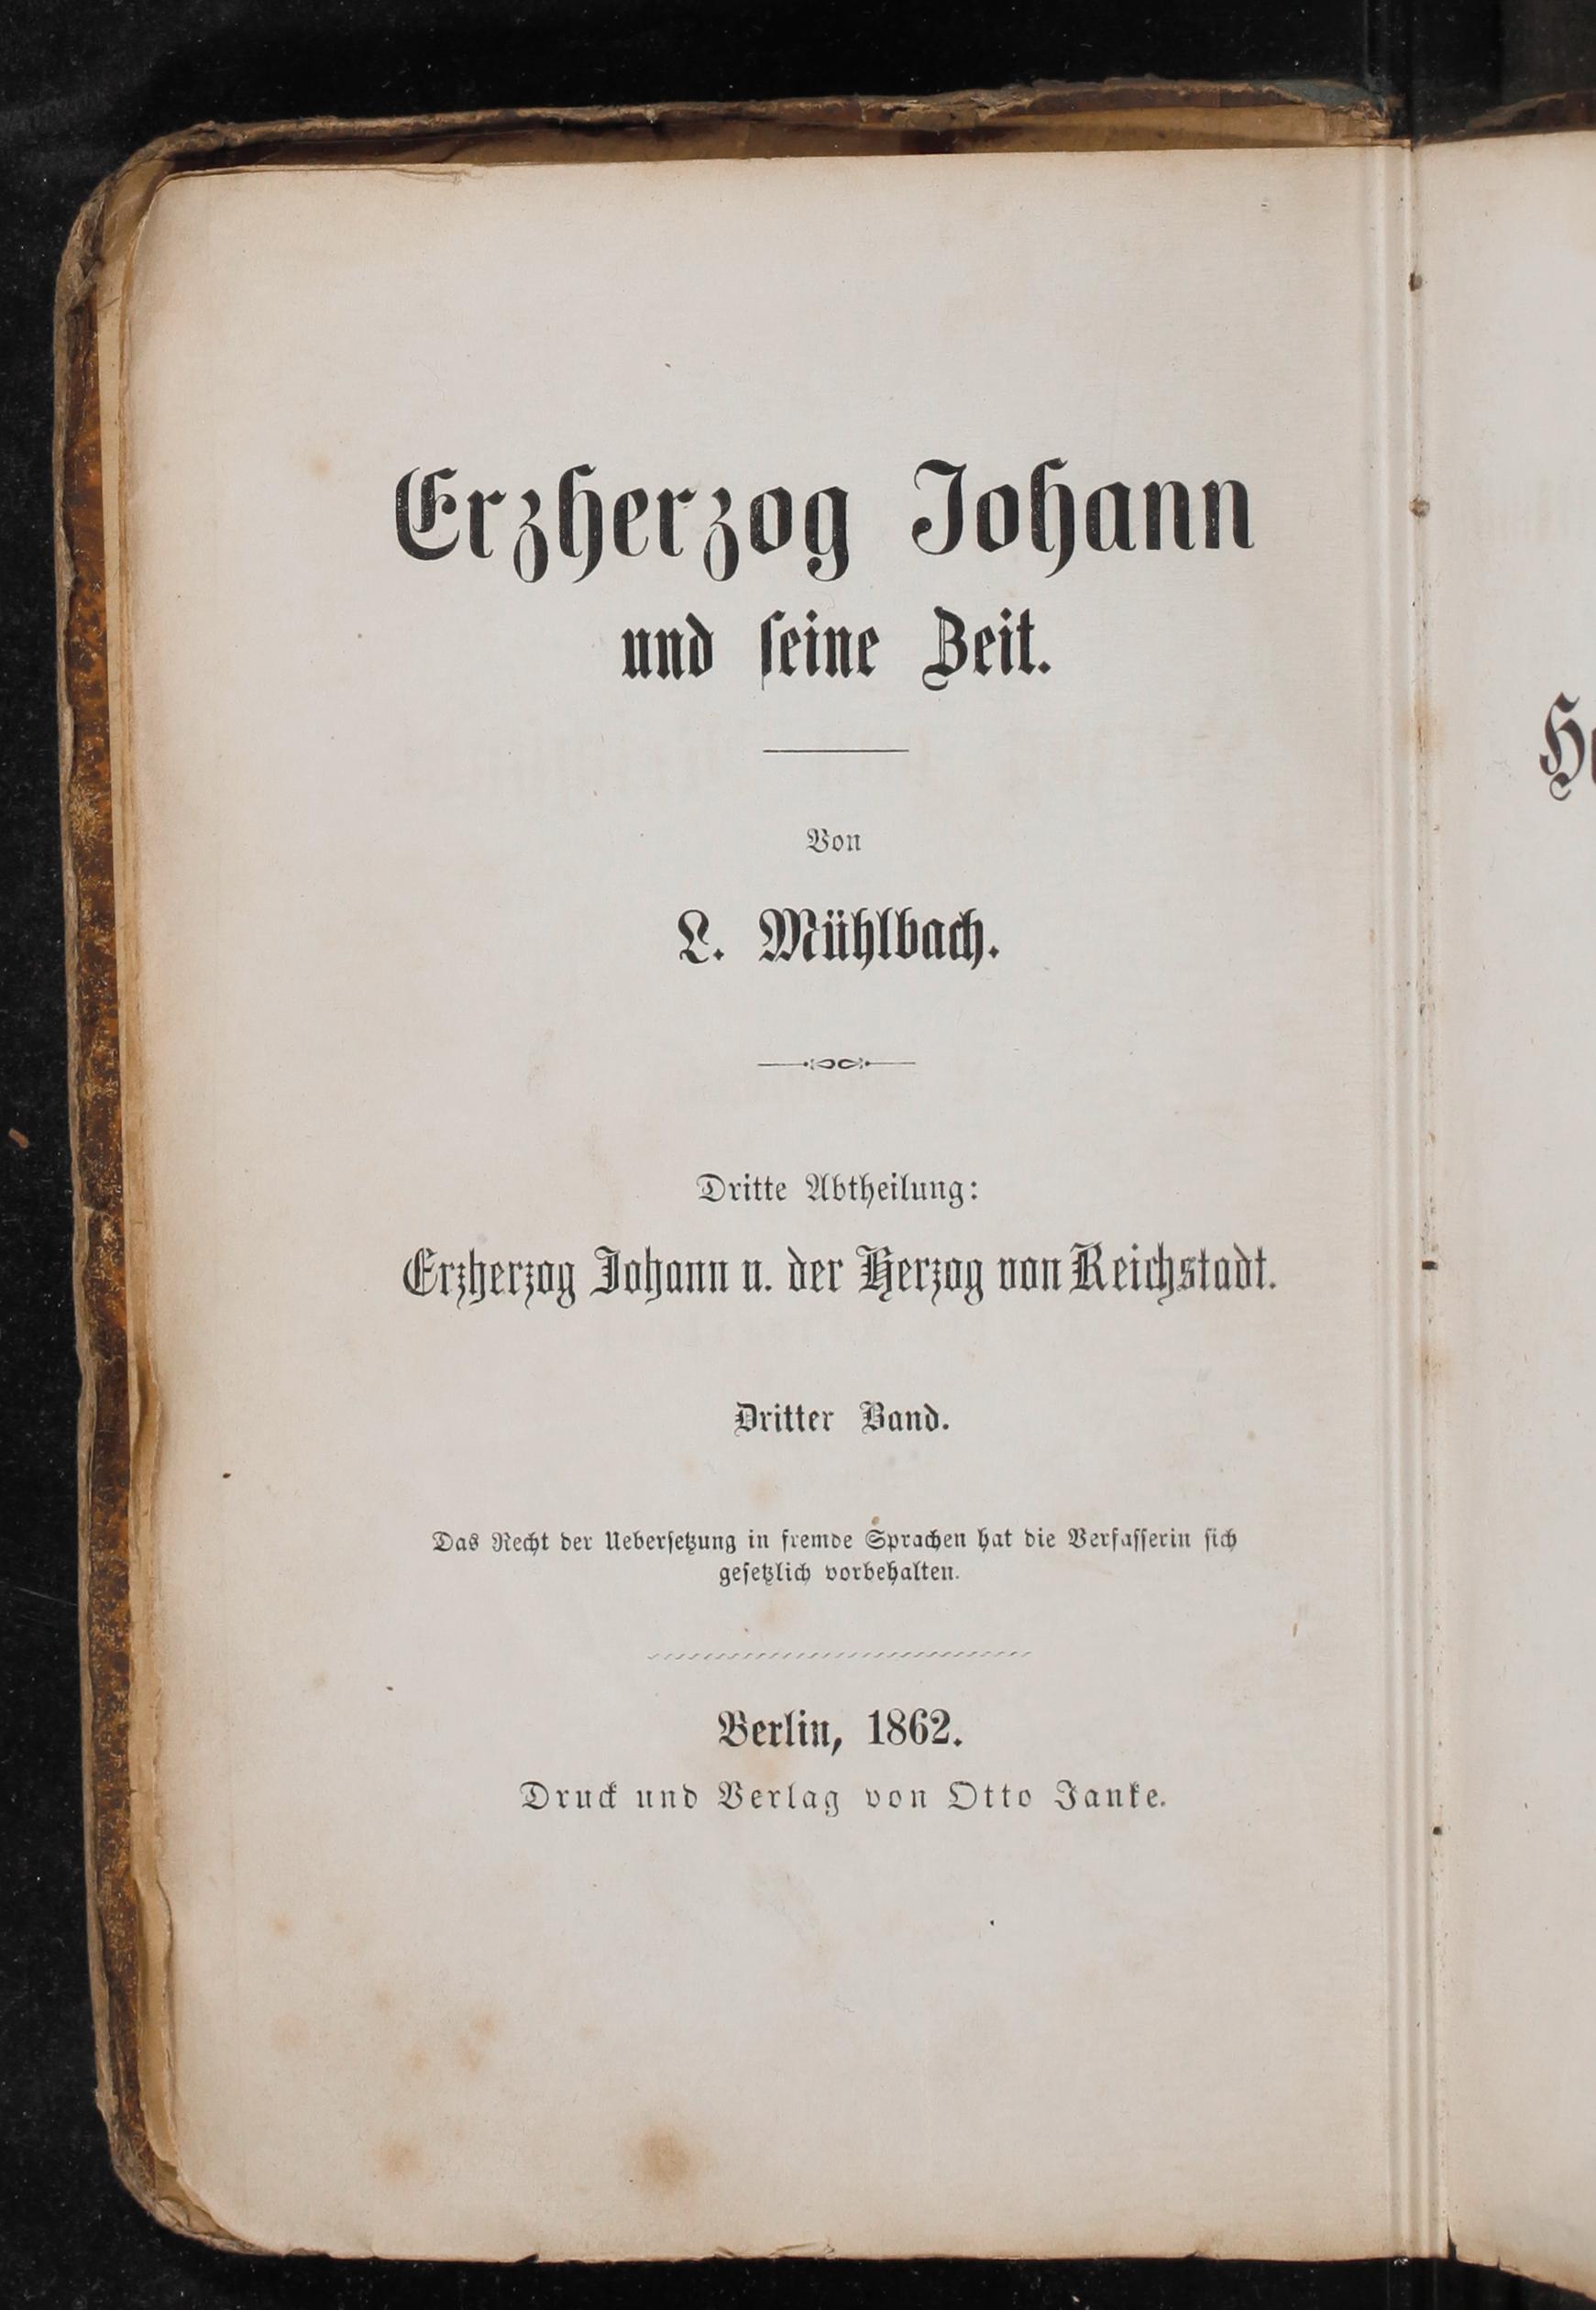 Erzherzog Johann
und ſeine Zeit.
Von
L. Mühlbach.
Dritte Abtheilung:
Erzherzog Johann u. der Herzog von Reichstadt.
Dritter Band.
Das Recht der Ueberſetzung in fremde Sprachen hat die Verfaſſerin ſich
geſetzlich vorbehalten.
Berlin, 1862.
Druck und Verlag von Otto Janke.